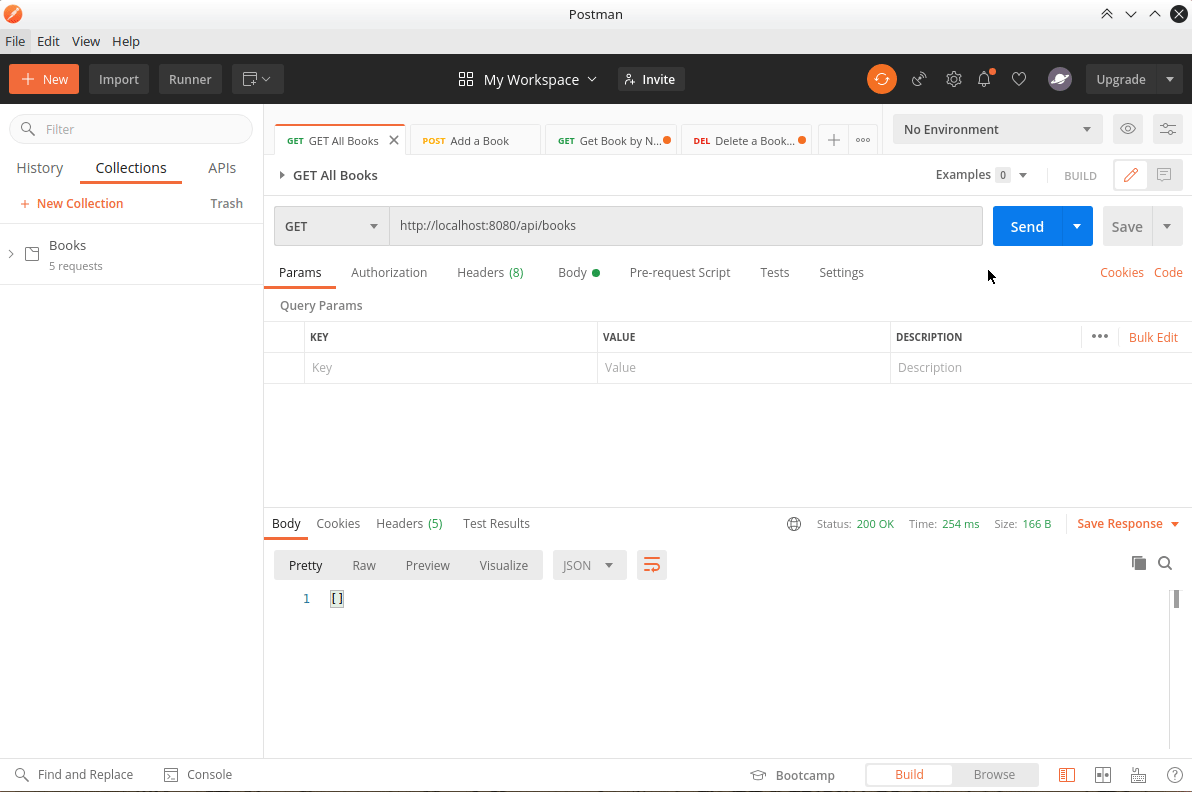 Postman
File Edit View Help
New Import Runner My Workspace Invite Upgrade
Filter
History Collections APIs
New Collection Trash
Books
5 requests
GET GET All Books POST Add a Book GET Get Book by N... DEL Delete a Book... No Environment
GET All Books Examples 0 BUILD
GET http://localhost:8080/api/books Send Save
Params Authorization Headers (8) Body Pre-request Script Tests Settings Cookies Code
Query Params
KEY VALUE DESCRIPTION Bulk Edit
Key Value Description
Body Cookies Headers (5) Test Results Status: 200 OK Time: 254 ms Size: 166 B Save Response
Pretty Raw Preview Visualize JSON
1 []
Find and Replace Console Bootcamp Build Browse